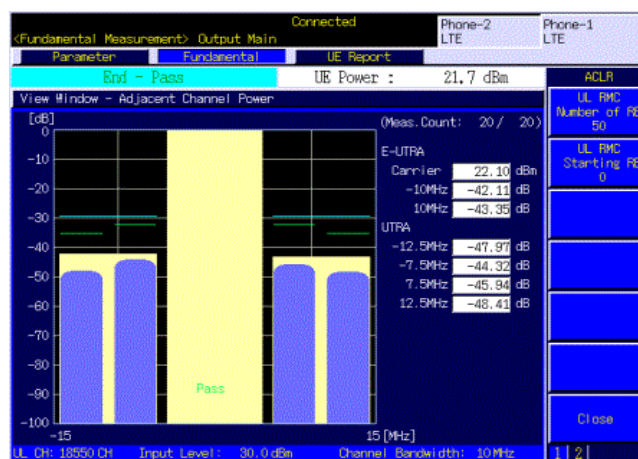 Connected
<Fundamental Measurement> Output Main
Phone-2
LTE
Phone-1
LTE
Parameter
Fundamental
UE Report
End - Pass
UE Power : 21.7 dBm
ACLR
View Window - Adjacent Channel Power
UL RMC
Number of RB
50
UL RMC
Starting RB
0
[dB]
(Meas.Count: 20/ 20)
0
-10
-20
-30
-40
-50
-60
-70
-80
-90
-100
E-UTRA
Carrier 22.10 dBm
-10MHz -42.11 dB
10MHz -43.35 dB
UTRA
-12.5MHz -47.97 dB
-7.5MHz -44.32 dB
7.5MHz -45.94 dB
12.5MHz -48.41 dB
Pass
-15
15 [MHz]
Close
UL CH: 18550 CH Input Level: 30.0 dBm Channel Bandwidth: 10 MHz
1 2